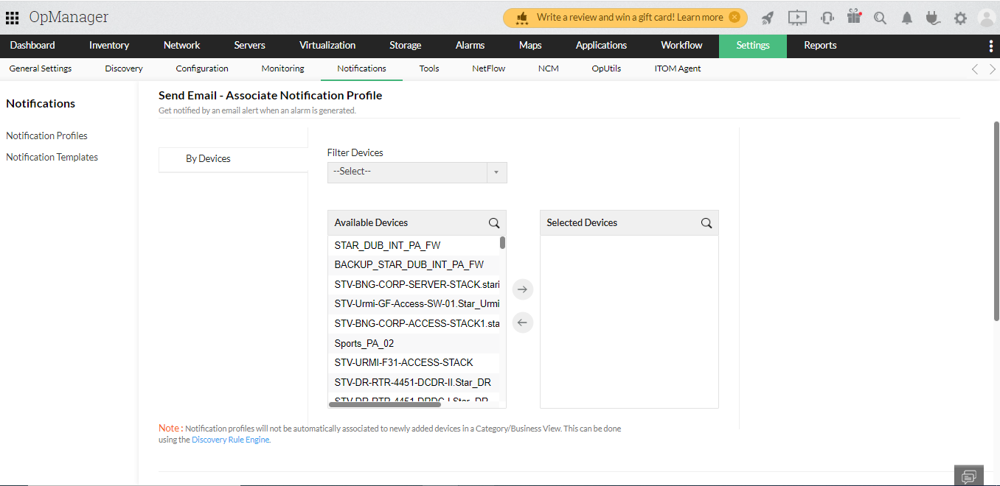 OpManager
Write a review and win a gift card! Learn more
Dashboard Inventory Network Servers Virtualization Storage Alarms Maps Applications Workflow Settings Reports
General Settings Discovery Configuration Monitoring Notifications Tools NetFlow NCM OpUtils ITOM Agent
Notifications
Notification Profiles
Notification Templates
Send Email - Associate Notification Profile
Get notified by an email alert when an alarm is generated.
By Devices
Filter Devices
--Select--
Available Devices
STAR_DUB_INT_PA_FW
BACKUP_STAR_DUB_INT_PA_FW
STV-BNG-CORP-SERVER-STACK.stari
STV-Urmi-GF-Access-SW-01.Star_Urmi
STV-BNG-CORP-ACCESS-STACK1.sta
Sports_PA_02
STV-URMI-F31-ACCESS-STACK
STV-DR-RTR-4451-DCDR-II.Star_DR
STV-DR-RTR-4451-DRDC-I.Star_DR
Selected Devices
Note : Notification profiles will not be automatically associated to newly added devices in a Category/Business View. This can be done
using the Discovery Rule Engine.